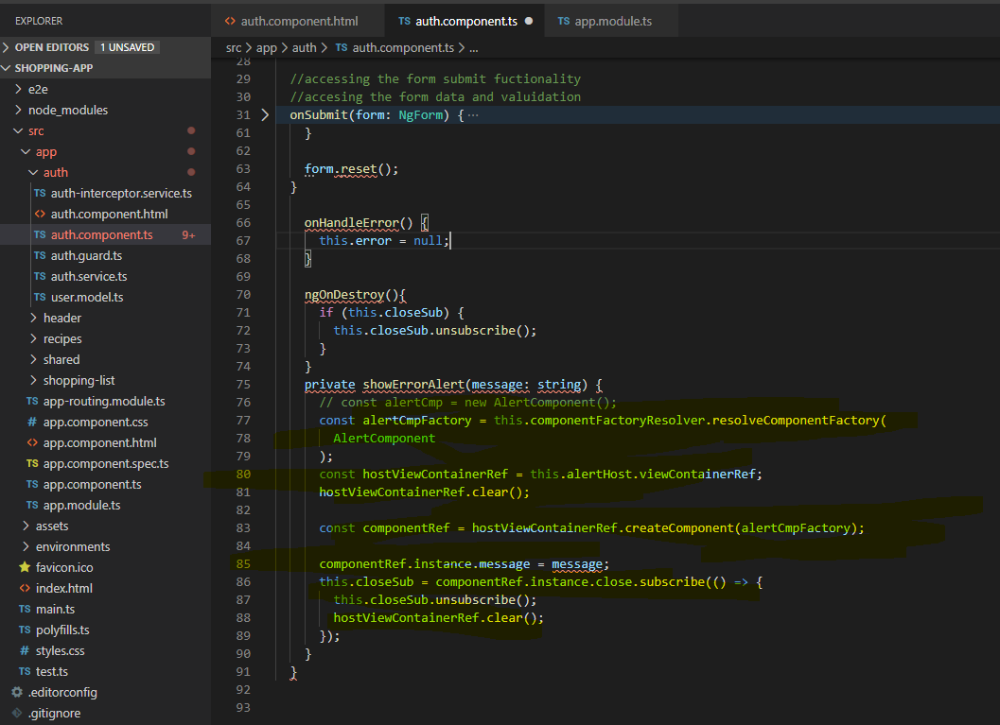 EXPLORER
OPEN EDITORS 1 UNSAVED
SHOPPING-APP
e2e
node_modules
src
app
auth
TS auth-interceptor.service.ts
<> auth.component.html
TS auth.component.ts 9+
TS auth.guard.ts
TS auth.service.ts
TS user.model.ts
header
recipes
shared
shopping-list
TS app-routing.module.ts
# app.component.css
<> app.component.html
TS app.component.spec.ts
TS app.component.ts
TS app.module.ts
assets
environments
favicon.ico
<> index.html
TS main.ts
TS polyfills.ts
# styles.css
TS test.ts
.editorconfig
.gitignore
<> auth.component.html
TS auth.component.ts ●
TS app.module.ts
src > app > auth > TS auth.component.ts > ...
28
29 //accessing the form submit fuctionality
30 //accesing the form data and valuidation
31 > onSubmit(form: NgForm) { ···
61 }
62
63 form.reset();
64 }
65
66 onHandleError() {
67 this.error = null;
68 }
69
70 ngOnDestroy(){
71 if (this.closeSub) {
72 this.closeSub.unsubscribe();
73 }
74 }
75 private showErrorAlert(message: string) {
76 // const alertCmp = new AlertComponent();
77 const alertCmpFactory = this.componentFactoryResolver.resolveComponentFactory(
78 AlertComponent
79 );
80 const hostViewContainerRef = this.alertHost.viewContainerRef;
81 hostViewContainerRef.clear();
82
83 const componentRef = hostViewContainerRef.createComponent(alertCmpFactory);
84
85 componentRef.instance.message = message;
86 this.closeSub = componentRef.instance.close.subscribe(() => {
87 this.closeSub.unsubscribe();
88 hostViewContainerRef.clear();
89 });
90 }
91 }
92
93